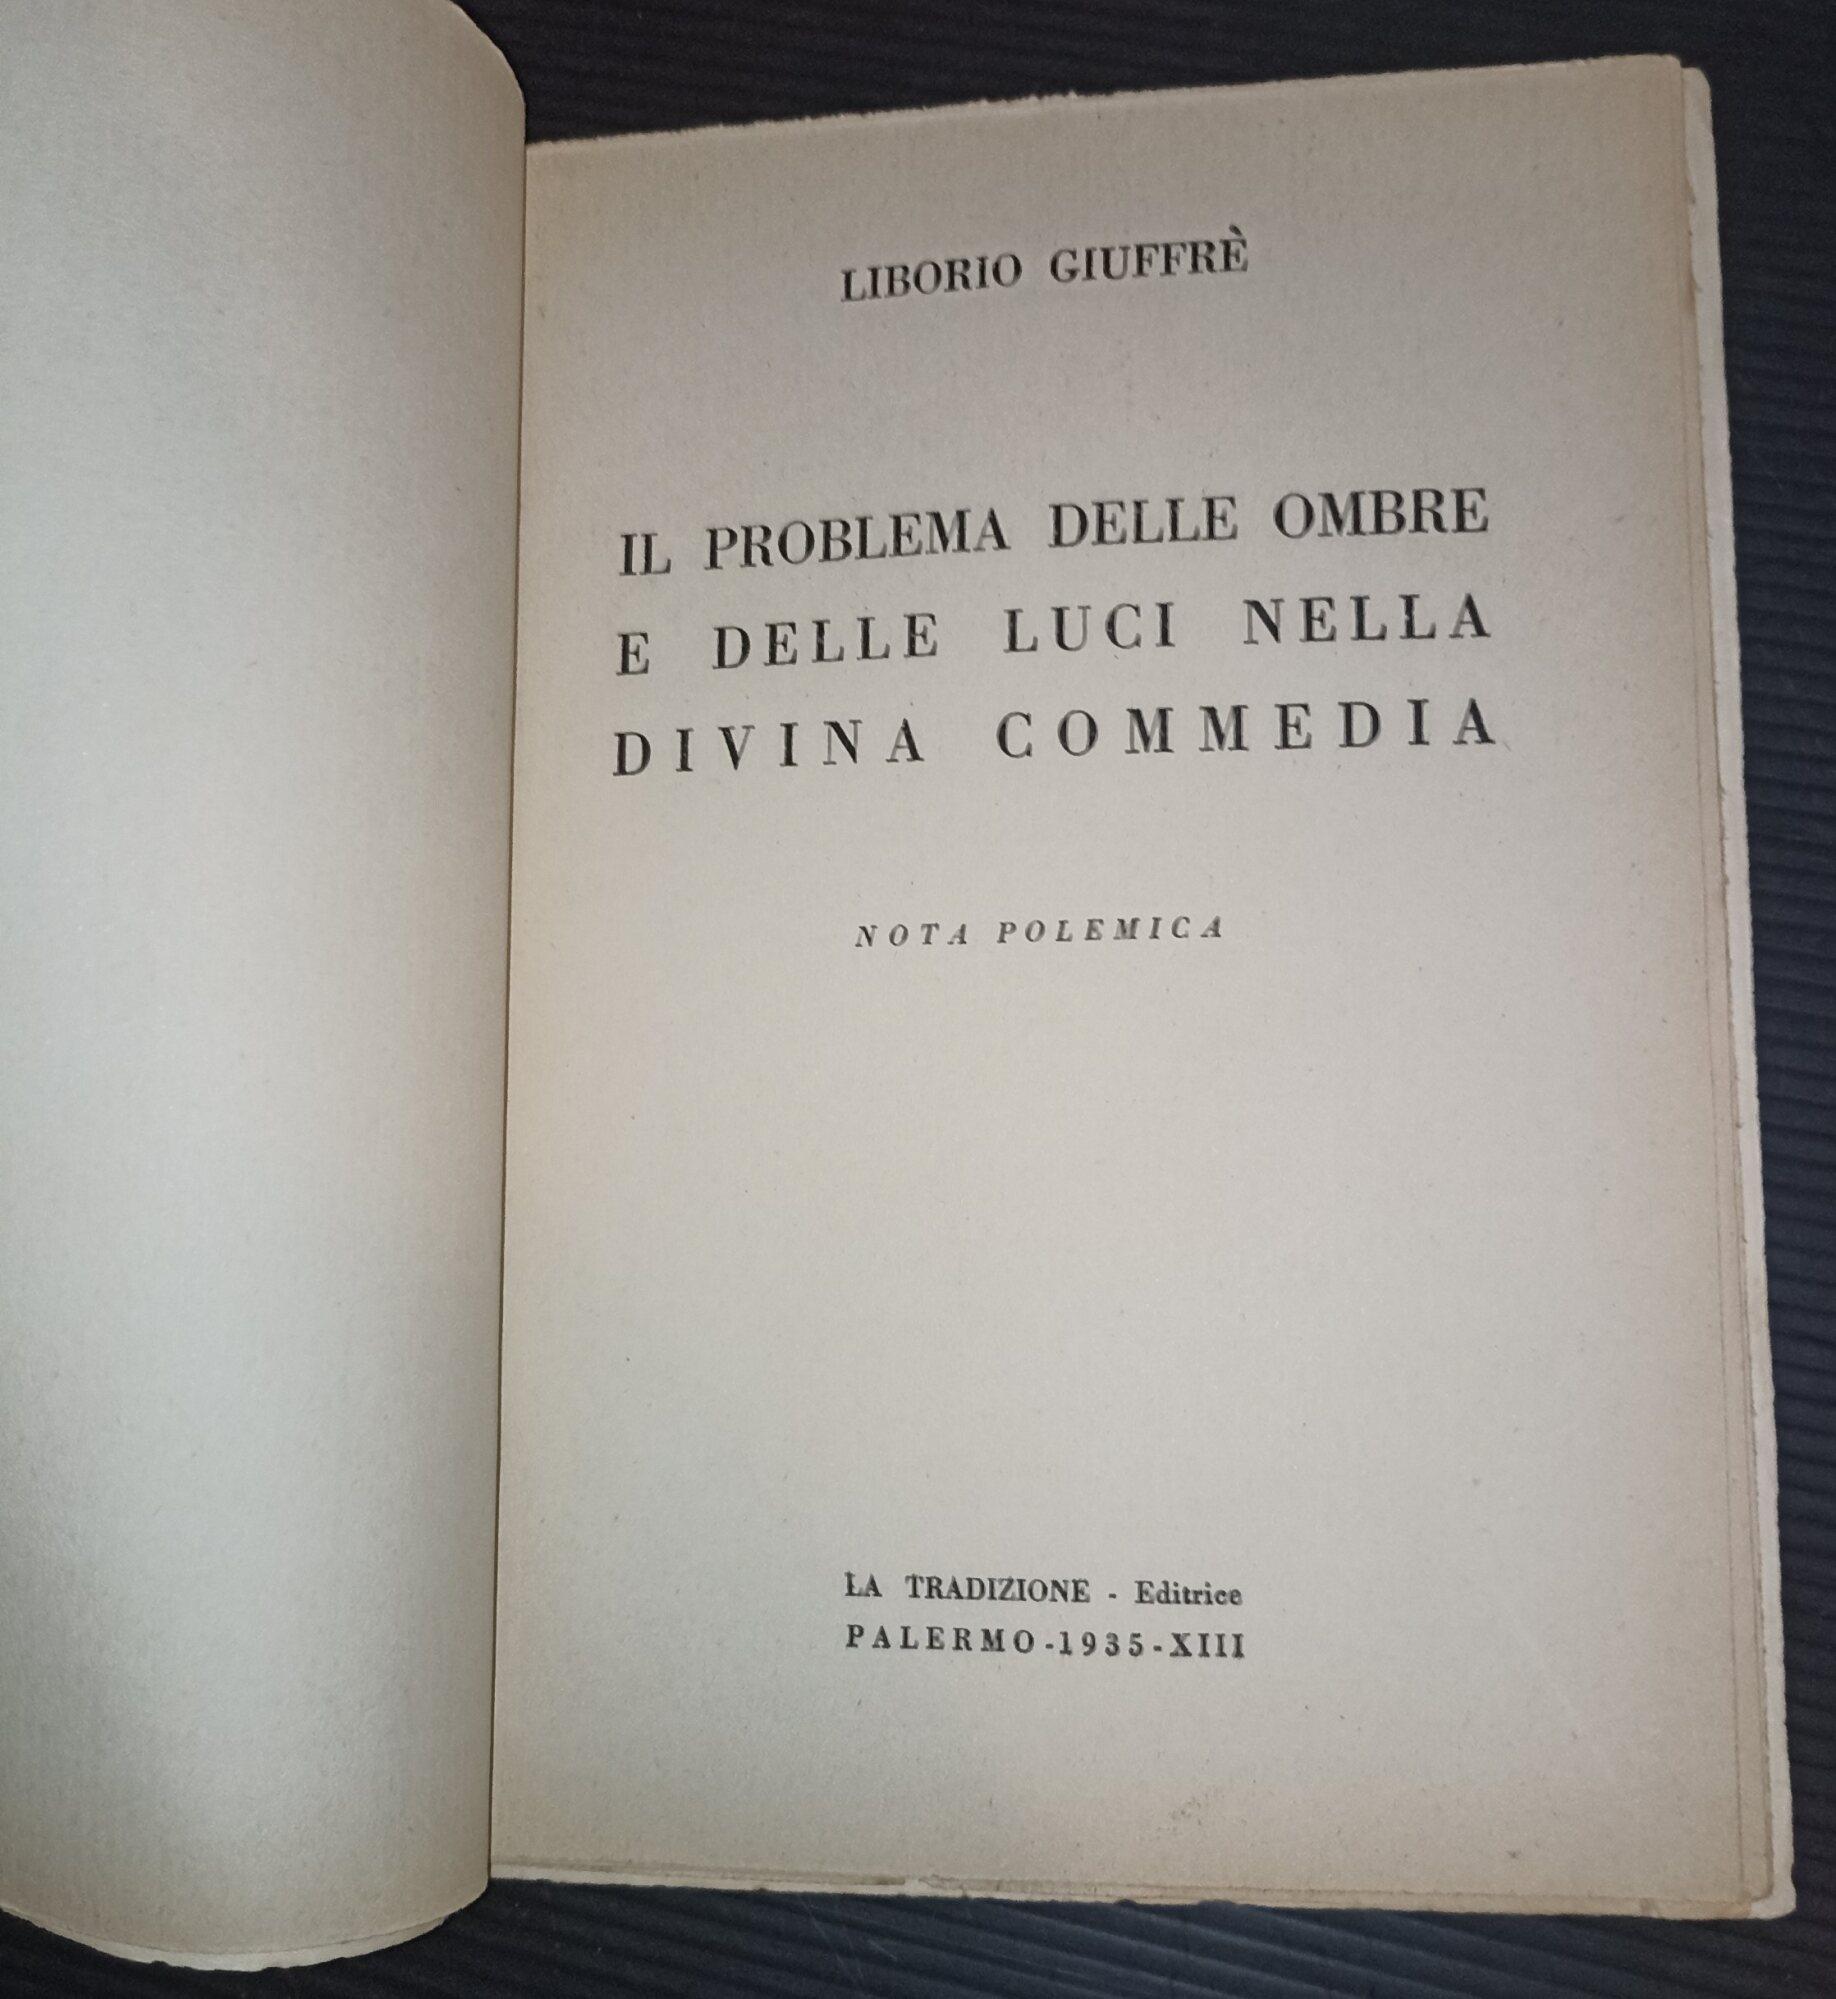 LIBORIO GIUFFRÈ
IL PROBLEMA DELLE OMBRE
E DELLE LUCI NELLA
DIVINA COMMEDIA
NOTA POLEMICA
LA TRADIZIONE - Editrice
PALERMO-1935-XIII